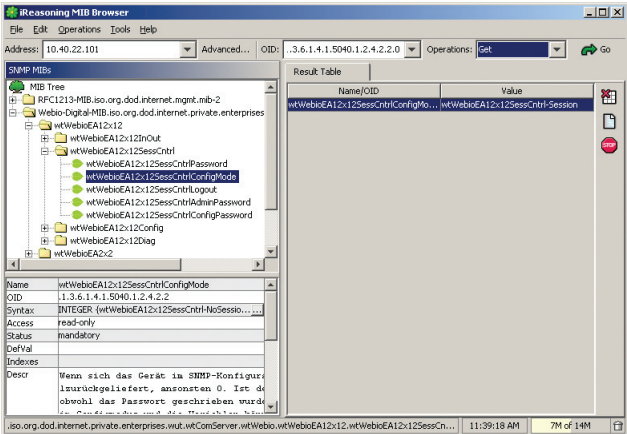 iReasoning MIB Browser
File Edit Operations Tools Help
Address: 10.40.22.101 Advanced... OID: ..3.6.1.4.1.5040.1.2.4.2.2.0 Operations: Get Go
SNMP MIBs
MIB Tree
RFC1213-MIB.iso.org.dod.internet.mgmt.mib-2
Webio-Digital-MIB.iso.org.dod.internet.private.enterprises
wtWebioEA12x12
wtWebioEA12x12InOut
wtWebioEA12x12SessCntrl
wtWebioEA12x12SessCntrlPassword
wtWebioEA12x12SessCntrlConfigMode
wtWebioEA12x12SessCntrlLogout
wtWebioEA12x12SessCntrlAdminPassword
wtWebioEA12x12SessCntrlConfigPassword
wtWebioEA12x12Config
wtWebioEA12x12Diag
wtWebioEA2x2
Name wtWebioEA12x12SessCntrlConfigMode
OID .1.3.6.1.4.1.5040.1.2.4.2.2
Syntax INTEGER {wtWebioEA12x12SessCntrl-NoSessio... ...
Access read-only
Status mandatory
DefVal
Indexes
Descr Wenn sich das Gerät im SNMP-Konfigura
1zurückgeliefert, ansonsten 0. Ist de
obwohl das Passwort geschrieben wurde
Result Table
Name/OID Value
wtWebioEA12x12SessCntrlConfigMo... wtWebioEA12x12SessCntrl-Session
STOP
.iso.org.dod.internet.private.enterprises.wut.wtComServer.wtWebio.wtWebioEA12x12.wtWebioEA12x12SessCn... 11:39:18 AM 7M of 14M